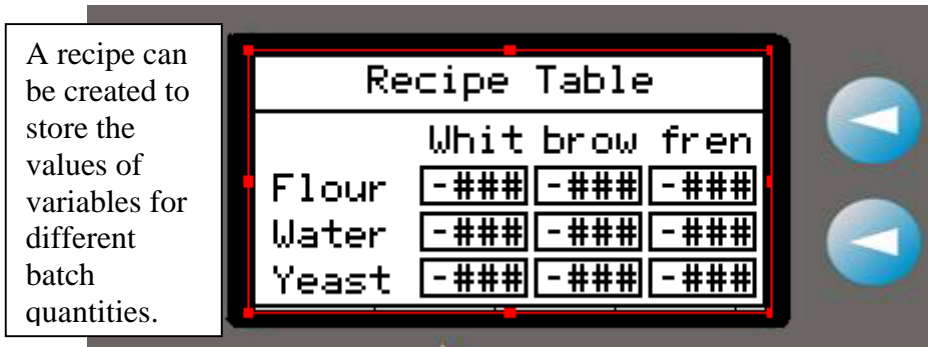 A recipe can
be created to
store the
values of
variables for
different
batch
quantities.
Recipe Table
Whit brow fren
Flour -### -### -###
Water -### -### -###
Yeast -### -### -###